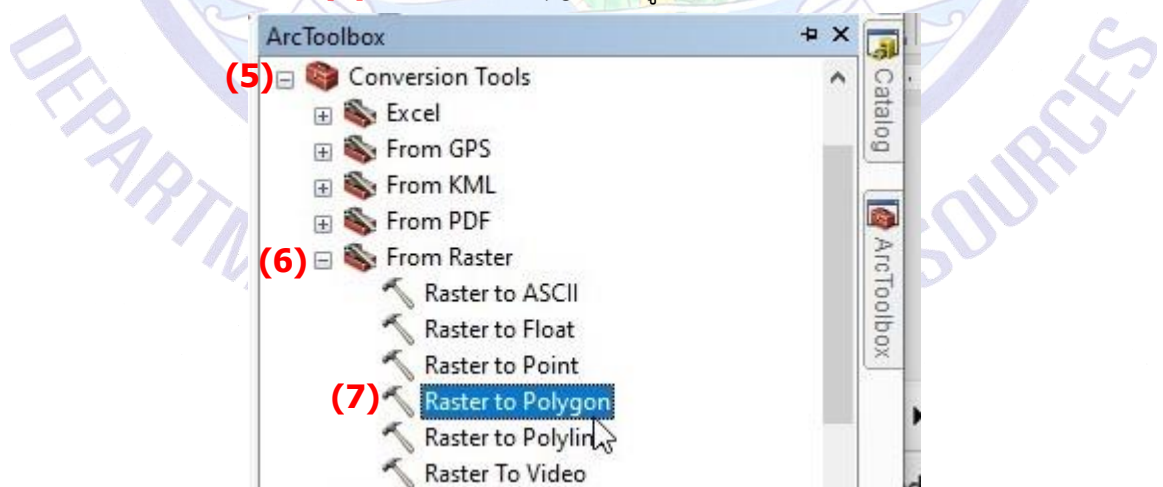 ArcToolbox
(5) Conversion Tools
Excel
From GPS
From KML
From PDF
(6) From Raster
Raster to ASCII
Raster to Float
Raster to Point
(7) Raster to Polygon
Raster to Polylin
Raster To Video
Catalog
ArcToolbox